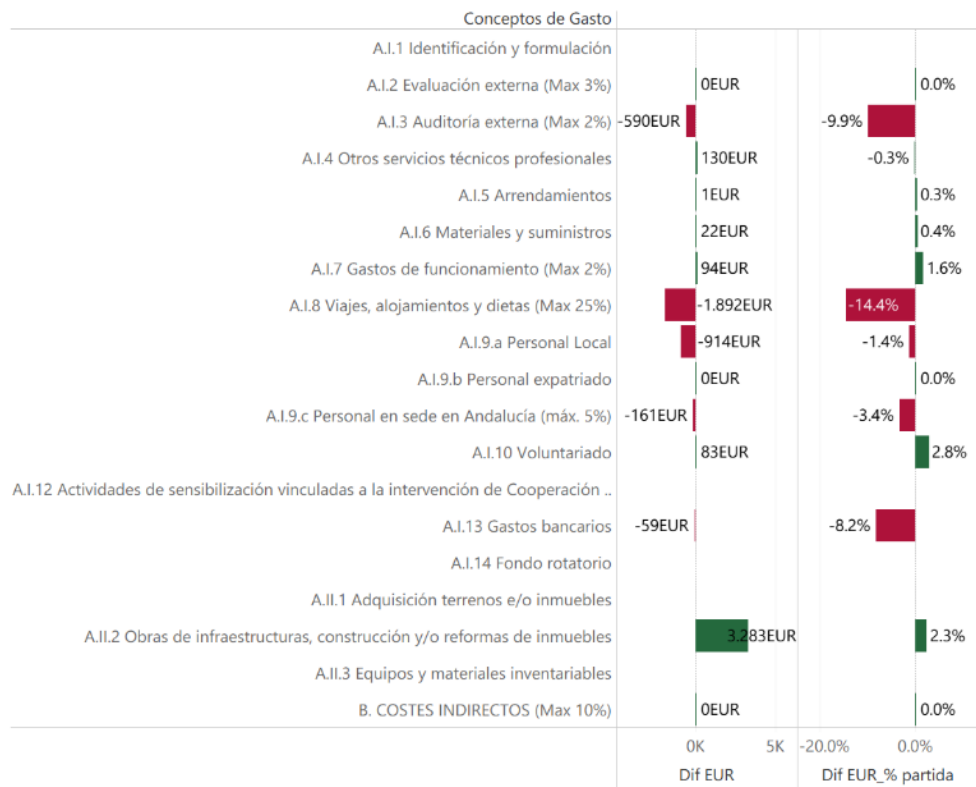 Conceptos de Gasto
A.I.1 Identificación y formulación
A.I.2 Evaluación externa (Max 3%) 0EUR 0.0%
A.I.3 Auditoría externa (Max 2%) -590EUR -9.9%
A.I.4 Otros servicios técnicos profesionales 130EUR -0.3%
A.I.5 Arrendamientos 1EUR 0.3%
A.I.6 Materiales y suministros 22EUR 0.4%
A.I.7 Gastos de funcionamiento (Max 2%) 94EUR 1.6%
A.I.8 Viajes, alojamientos y dietas (Max 25%) -1.892EUR -14.4%
A.I.9.a Personal Local -914EUR -1.4%
A.I.9.b Personal expatriado 0EUR 0.0%
A.I.9.c Personal en sede en Andalucía (máx. 5%) -161EUR -3.4%
A.I.10 Voluntariado 83EUR 2.8%
A.I.12 Actividades de sensibilización vinculadas a la intervención de Cooperación ..
A.I.13 Gastos bancarios -59EUR -8.2%
A.I.14 Fondo rotatorio
A.II.1 Adquisición terrenos e/o inmuebles
A.II.2 Obras de infraestructuras, construcción y/o reformas de inmuebles 3.283EUR 2.3%
A.II.3 Equipos y materiales inventariables
B. COSTES INDIRECTOS (Max 10%) 0EUR 0.0%
0K 5K -20.0% 0.0%
Dif EUR Dif EUR_% partida